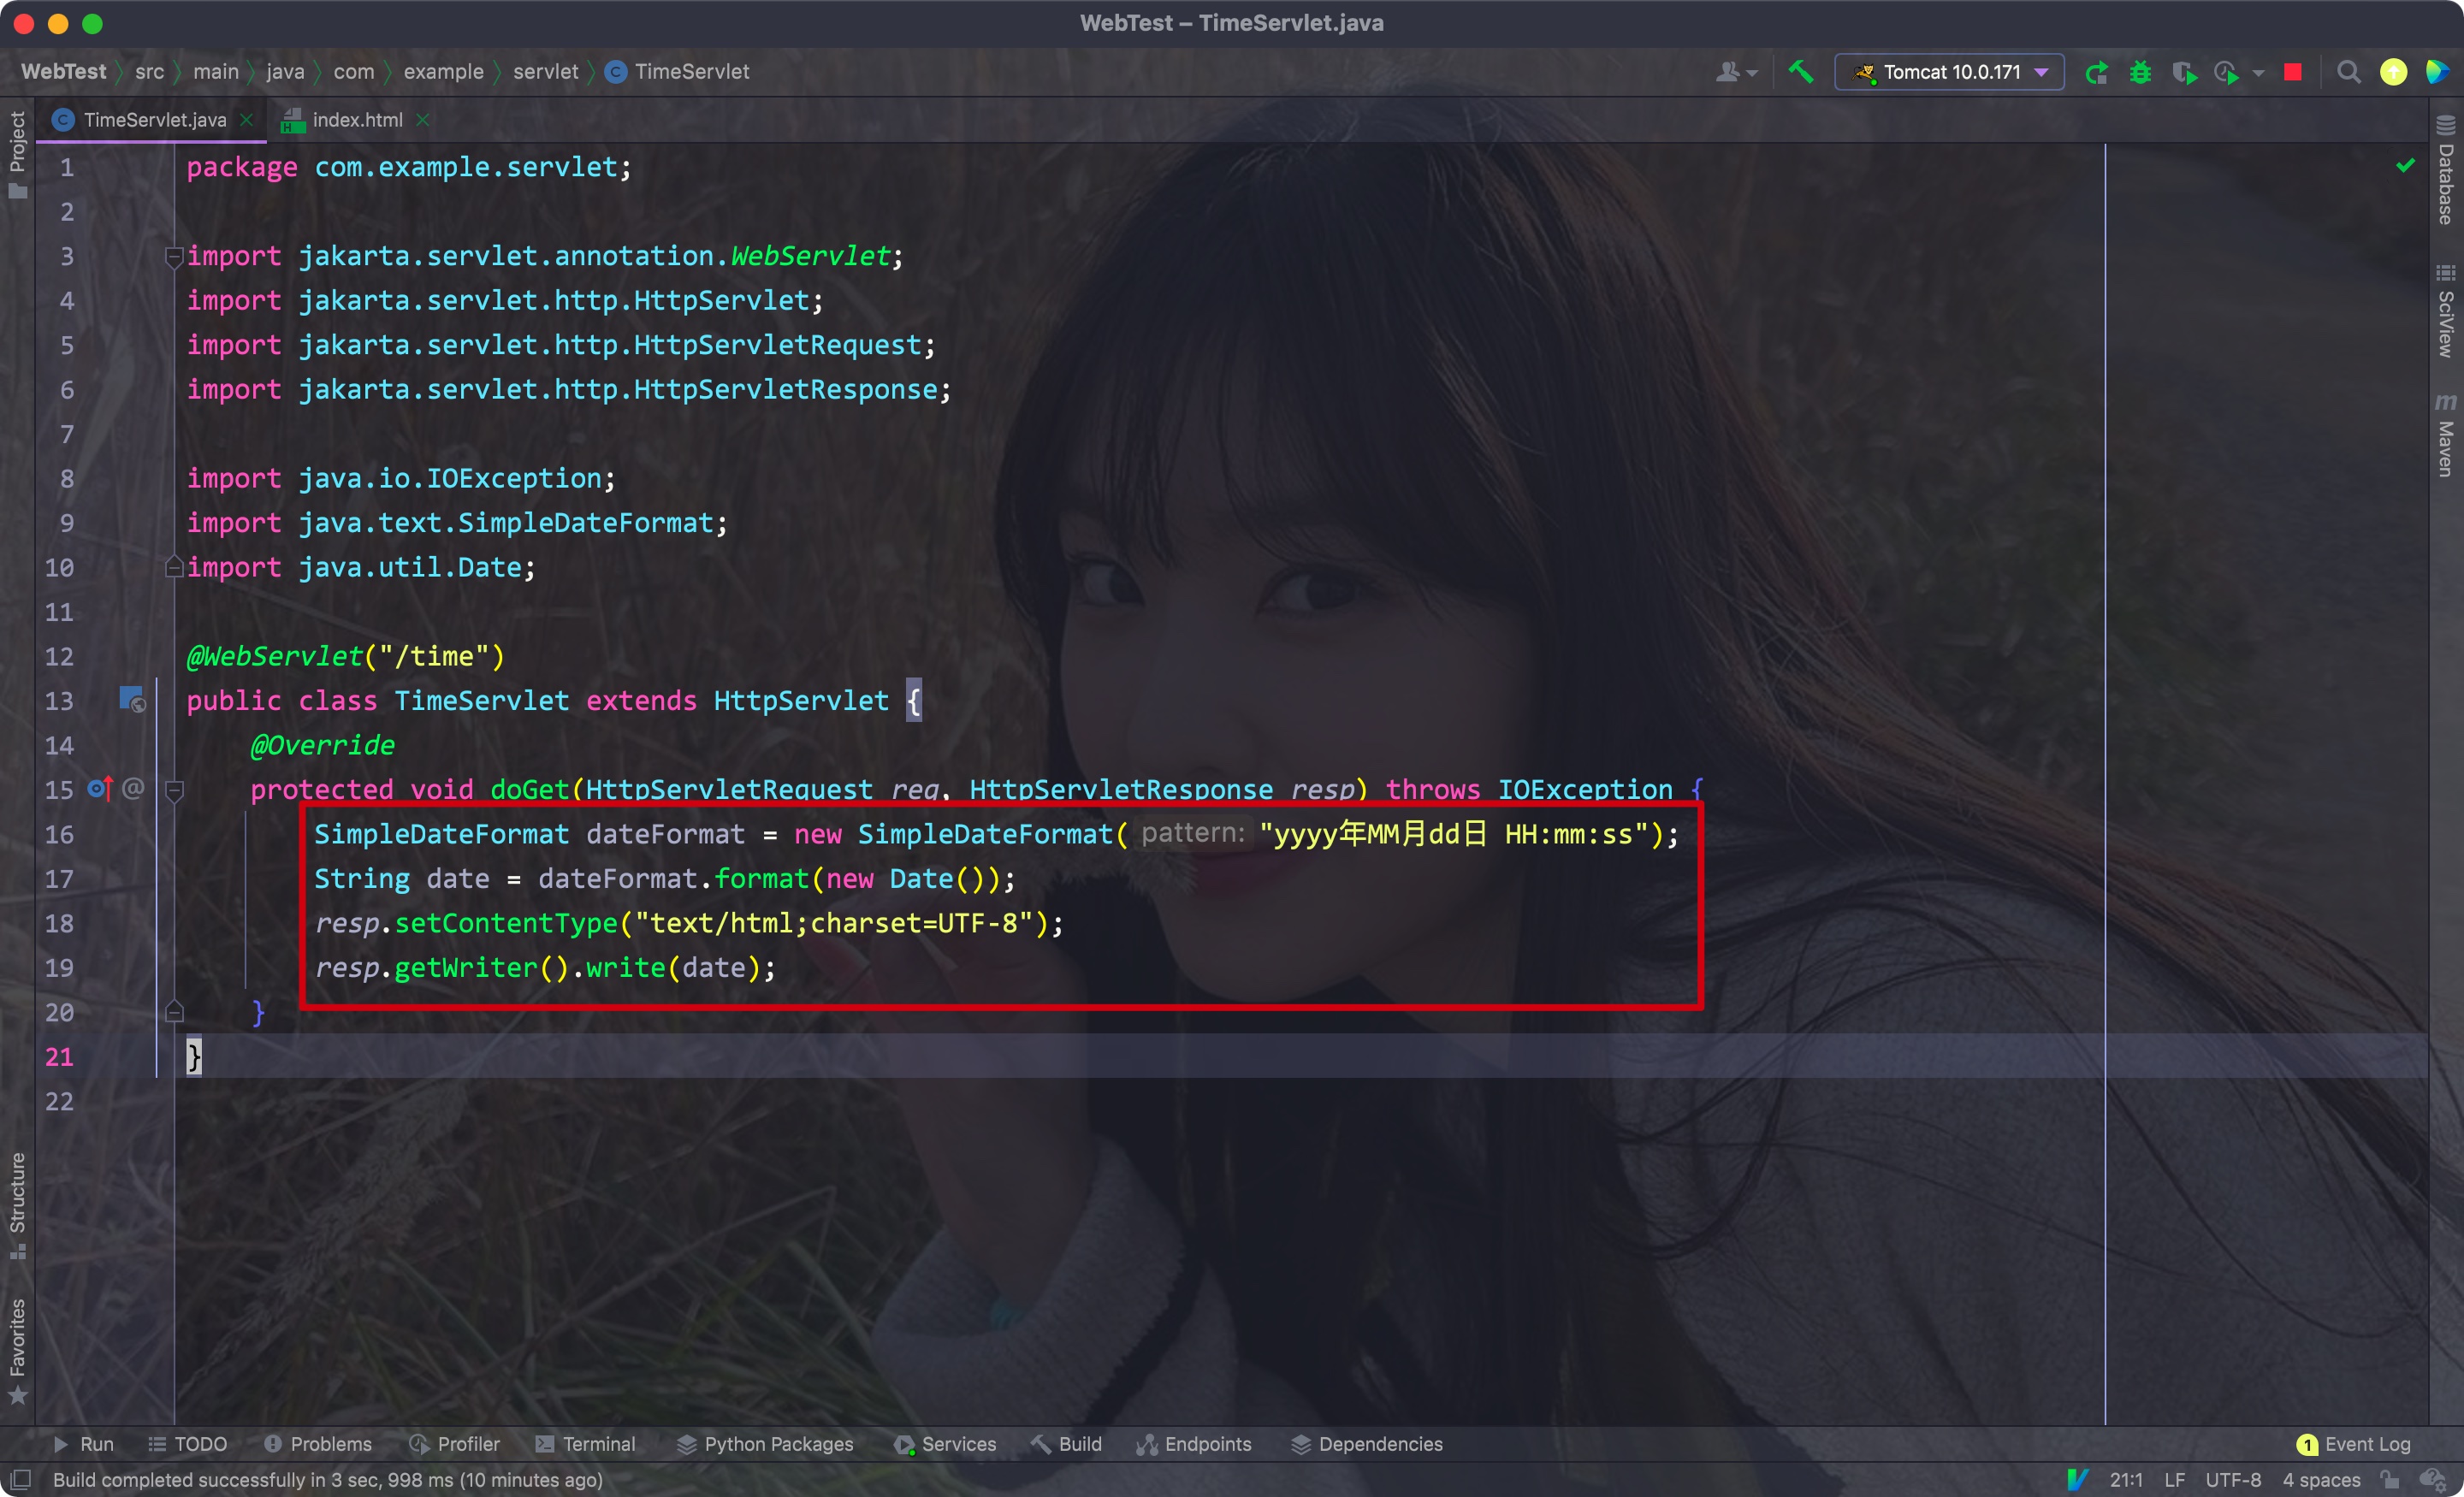 WebTest – TimeServlet.java
WebTest src main java com example servlet C TimeServlet
Tomcat 10.0.171
C TimeServlet.java
H index.html
Project
Structure
Favorites
Database
SciView
m Maven
1 package com.example.servlet;
2
3 import jakarta.servlet.annotation.WebServlet;
4 import jakarta.servlet.http.HttpServlet;
5 import jakarta.servlet.http.HttpServletRequest;
6 import jakarta.servlet.http.HttpServletResponse;
7
8 import java.io.IOException;
9 import java.text.SimpleDateFormat;
10 import java.util.Date;
11
12 @WebServlet("/time")
13 public class TimeServlet extends HttpServlet {
14 @Override
15 @ protected void doGet(HttpServletRequest req, HttpServletResponse resp) throws IOException {
16 SimpleDateFormat dateFormat = new SimpleDateFormat( pattern: "yyyy年MM月dd日 HH:mm:ss");
17 String date = dateFormat.format(new Date());
18 resp.setContentType("text/html;charset=UTF-8");
19 resp.getWriter().write(date);
20 }
21 }
22
Run TODO Problems Profiler Terminal Python Packages Services Build Endpoints Dependencies 1 Event Log
Build completed successfully in 3 sec, 998 ms (10 minutes ago) 21:1 LF UTF-8 4 spaces